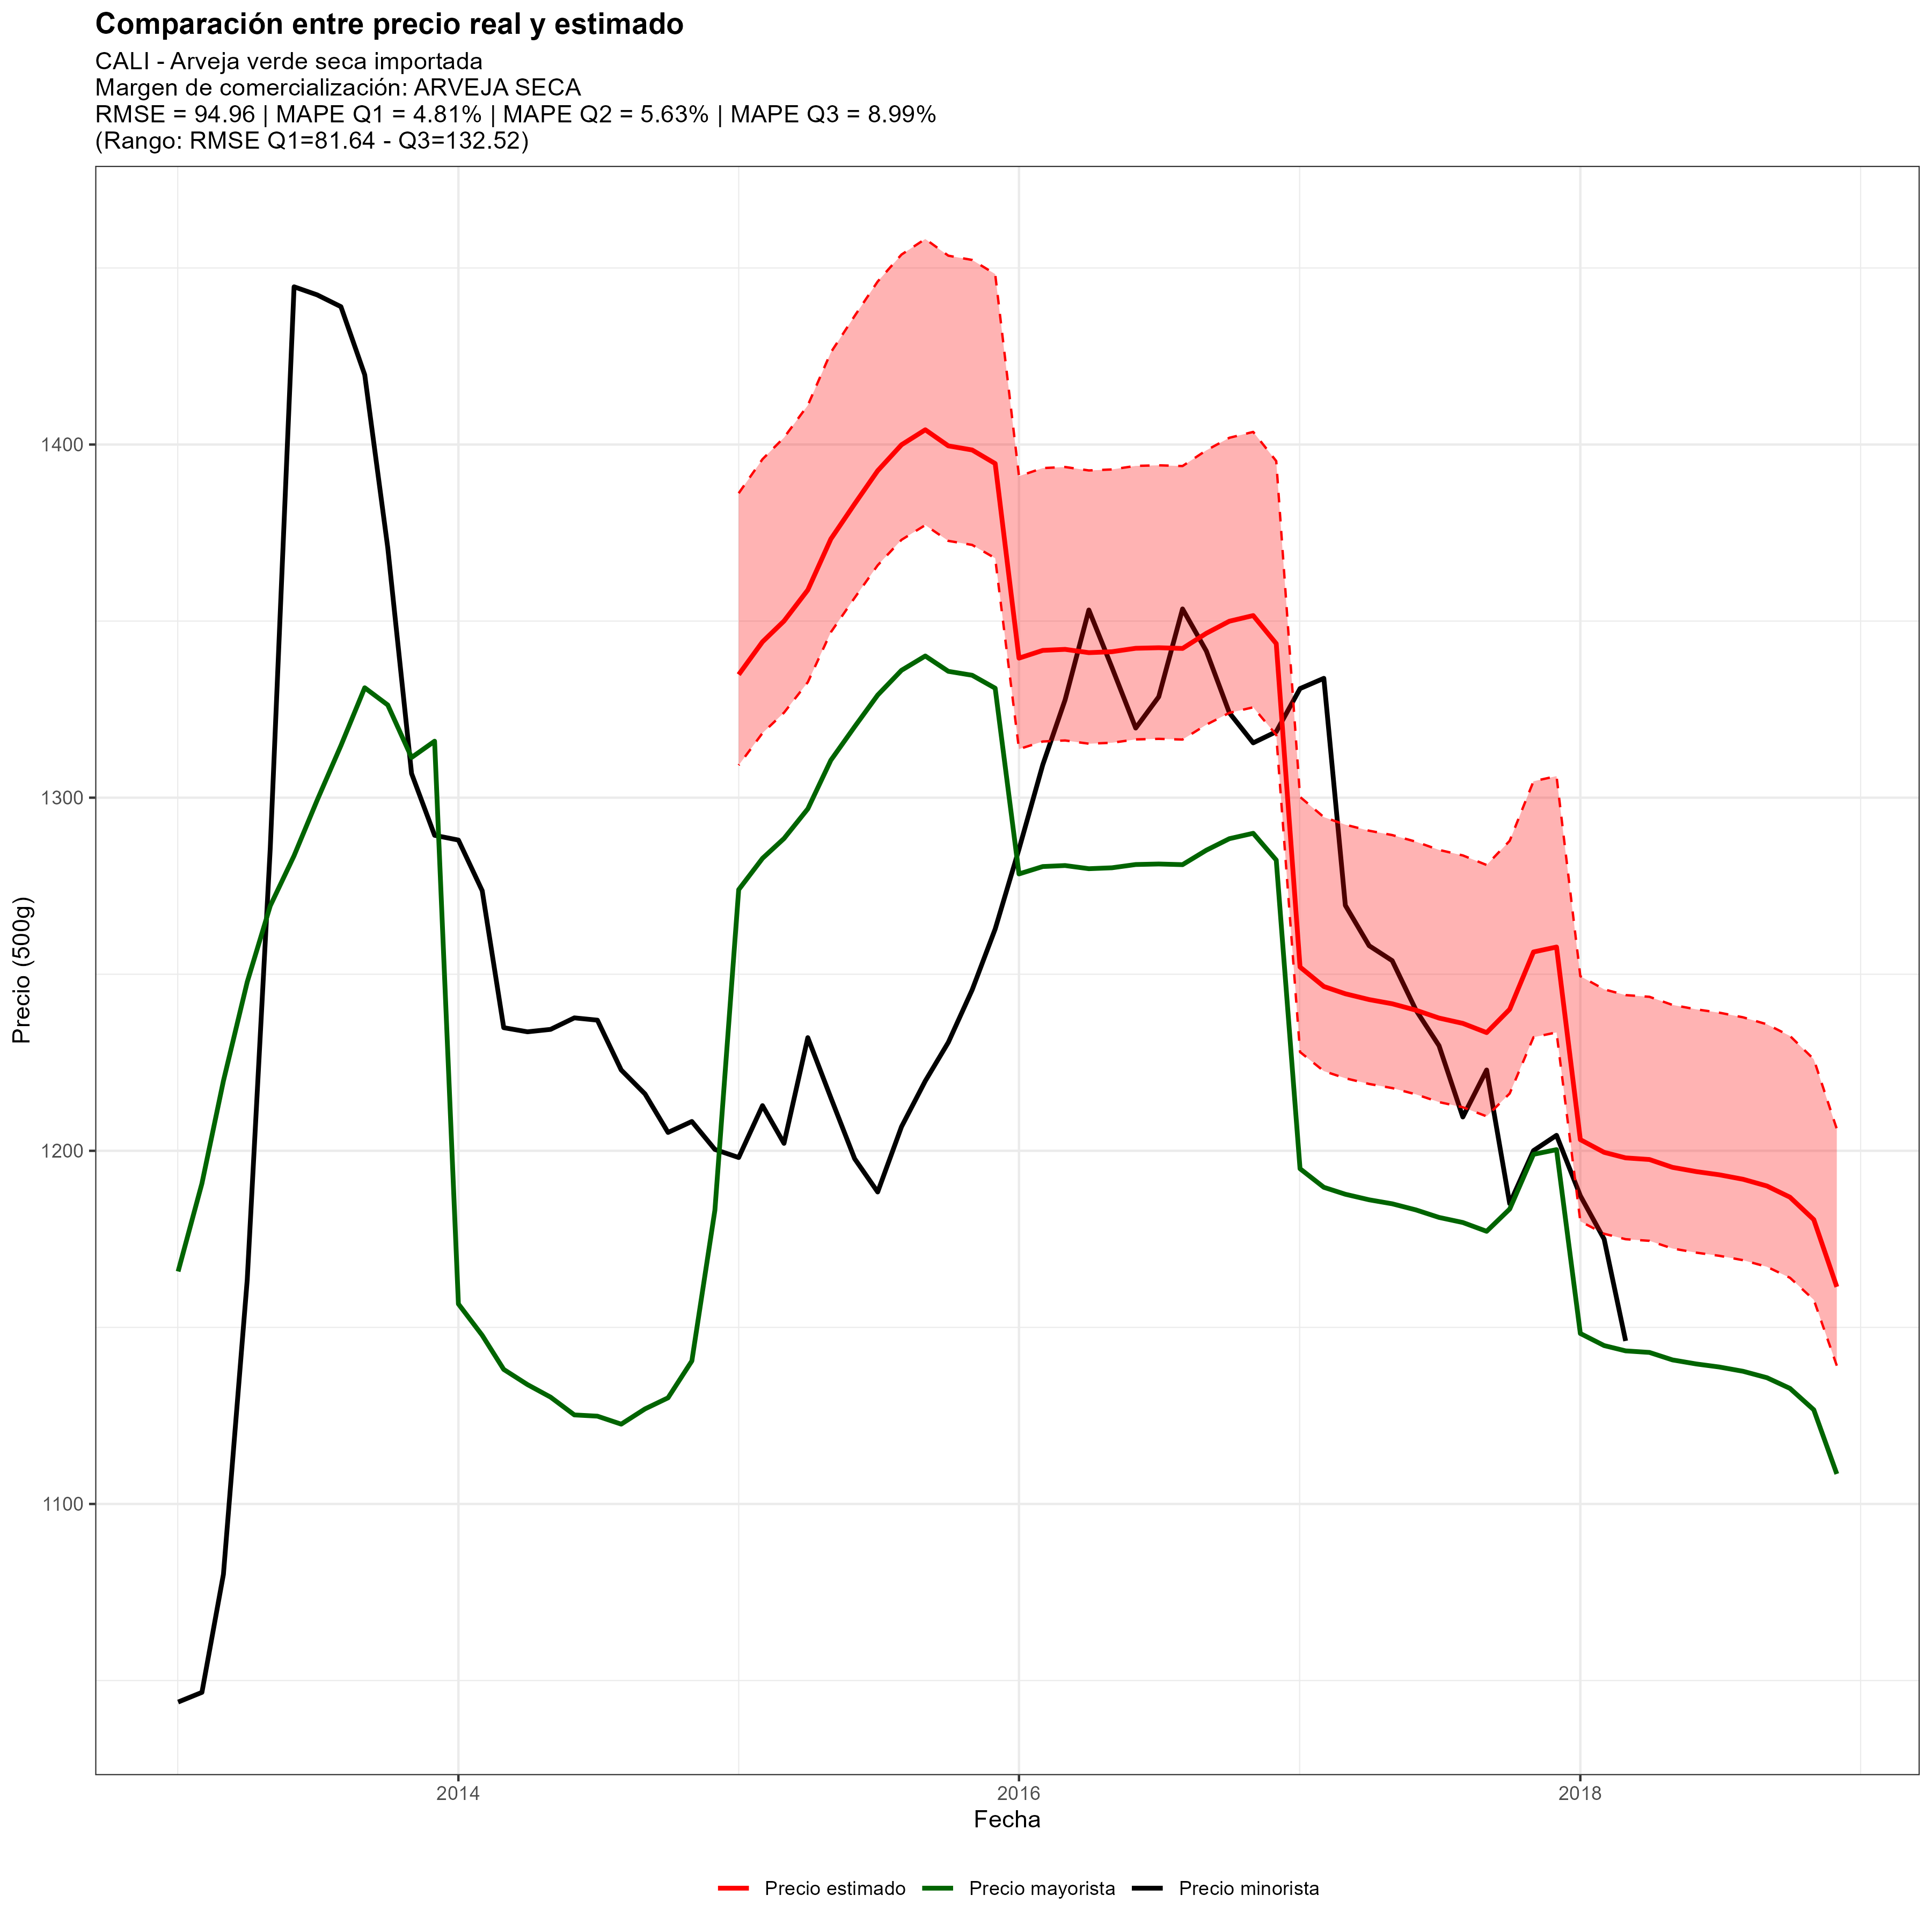 Comparación entre precio real y estimado
CALI - Arveja verde seca importada
Margen de comercialización: ARVEJA SECA
RMSE = 94.96 | MAPE Q1 = 4.81% | MAPE Q2 = 5.63% | MAPE Q3 = 8.99%
(Rango: RMSE Q1=81.64 - Q3=132.52)
Precio (500g)
1400
1300
1200
1100
2014
2016
2018
Fecha
Precio estimado
Precio mayorista
Precio minorista